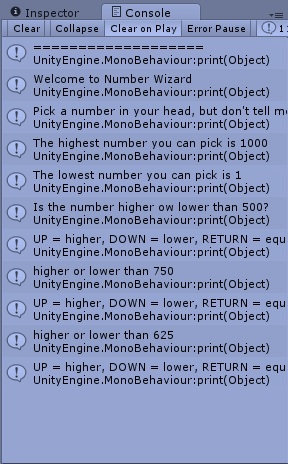 Inspector Console
Clear Collapse Clear on Play Error Pause
===================
UnityEngine.MonoBehaviour:print(Object)
Welcome to Number Wizard
UnityEngine.MonoBehaviour:print(Object)
Pick a number in your head, but don't tell
UnityEngine.MonoBehaviour:print(Object)
The highest number you can pick is 1000
UnityEngine.MonoBehaviour:print(Object)
The lowest number you can pick is 1
UnityEngine.MonoBehaviour:print(Object)
Is the number higher ow lower than 500?
UnityEngine.MonoBehaviour:print(Object)
UP = higher, DOWN = lower, RETURN = equ
UnityEngine.MonoBehaviour:print(Object)
higher or lower than 750
UnityEngine.MonoBehaviour:print(Object)
UP = higher, DOWN = lower, RETURN = equ
UnityEngine.MonoBehaviour:print(Object)
higher or lower than 625
UnityEngine.MonoBehaviour:print(Object)
UP = higher, DOWN = lower, RETURN = equ
UnityEngine.MonoBehaviour:print(Object)